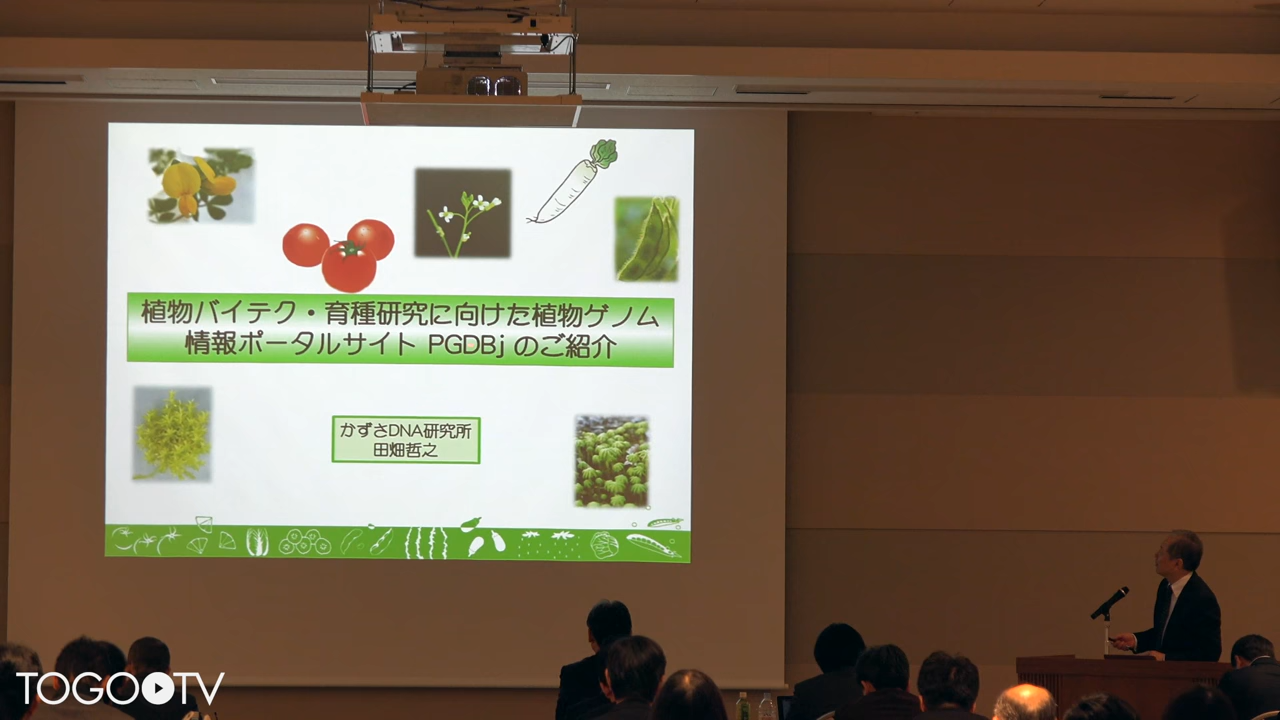 植物バイテク・育種研究に向けた植物ゲノム
情報ポータルサイト PGDBj のご紹介
かずさDNA研究所
田畑哲之
TOGO TV